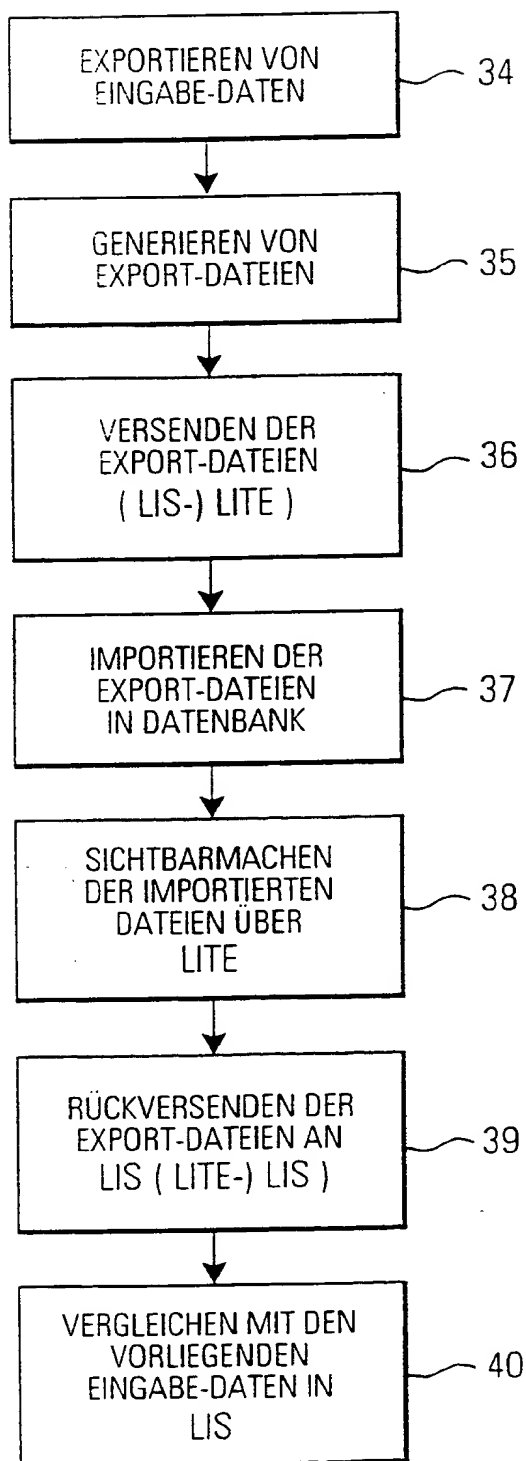 EXPORTIEREN VON
EINGABE-DATEN
34
GENERIEREN VON
EXPORT-DATEIEN
35
VERSENDEN DER
EXPORT-DATEIEN
( LIS-) LITE )
36
IMPORTIEREN DER
EXPORT-DATEIEN
IN DATENBANK
37
SICHTBARMACHEN
DER IMPORTIERTEN
DATEIEN ÜBER
LITE
38
RÜCKVERSENDEN DER
EXPORT-DATEIEN AN
LIS ( LITE-) LIS )
39
VERGLEICHEN MIT DEN
VORLIEGENDEN
EINGABE-DATEN IN
LIS
40